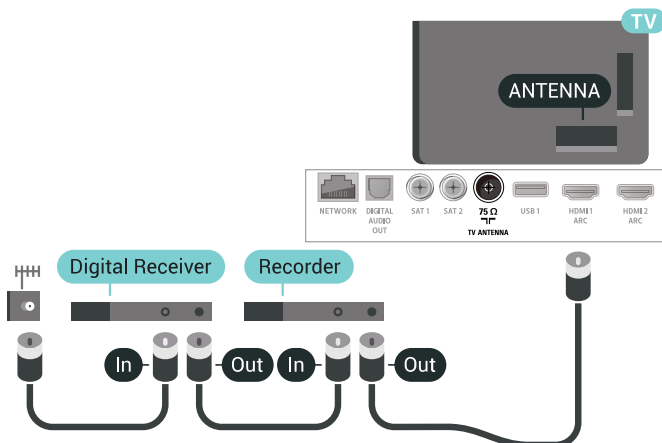 TV
ANTENNA
NETWORK
DIGITAL
AUDIO
OUT
SAT 1
SAT 2
75 Ω
TV ANTENNA
USB 1
HDMI 1
ARC
HDMI 2
ARC
Digital Receiver
Recorder
In
Out
In
Out